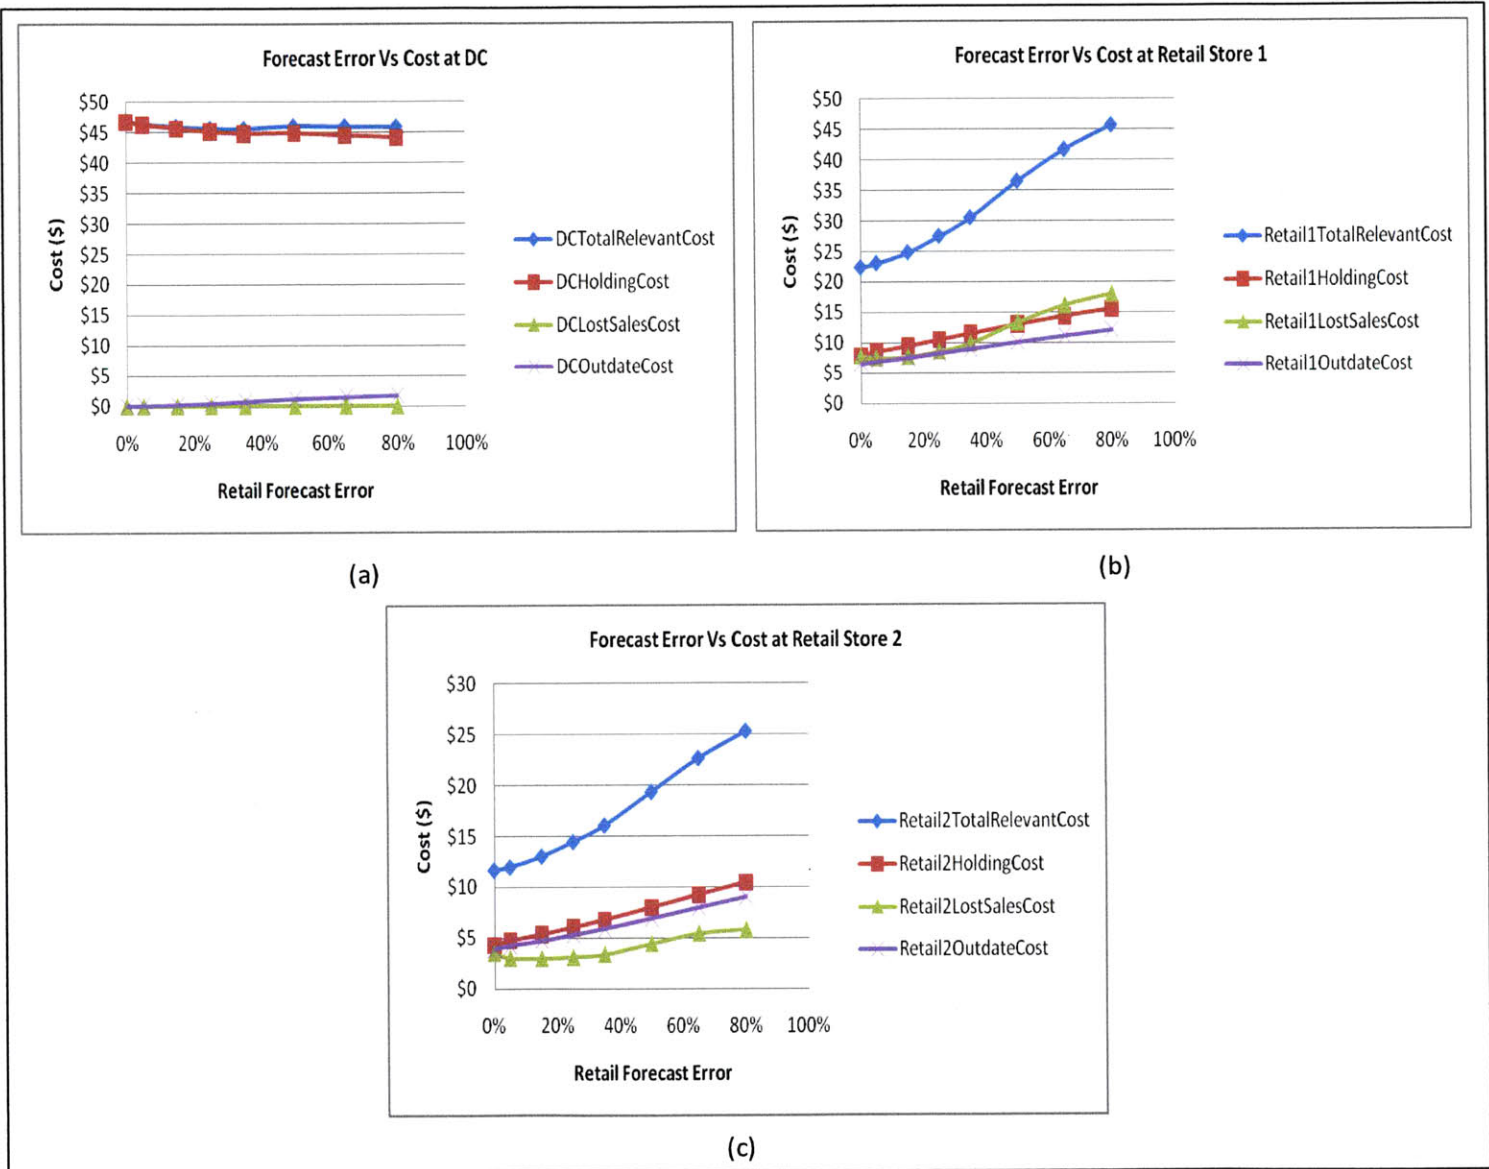 Forecast Error Vs Cost at DC
$50
$45
$40
$35
$30
$25
$20
$15
$10
$5
$0
Cost ($)
0% 20% 40% 60% 80% 100%
Retail Forecast Error
DCTotalRelevantCost
DCHoldingCost
DCLostSalesCost
DCOutdateCost
(a)
Forecast Error Vs Cost at Retail Store 1
$50
$45
$40
$35
$30
$25
$20
$15
$10
$5
$0
Cost ($)
0% 20% 40% 60% 80% 100%
Retail Forecast Error
Retail1TotalRelevantCost
Retail1HoldingCost
Retail1LostSalesCost
Retail1OutdateCost
(b)
Forecast Error Vs Cost at Retail Store 2
$30
$25
$20
$15
$10
$5
$0
Cost ($)
0% 20% 40% 60% 80% 100%
Retail Forecast Error
Retail2TotalRelevantCost
Retail2HoldingCost
Retail2LostSalesCost
Retail2OutdateCost
(c)